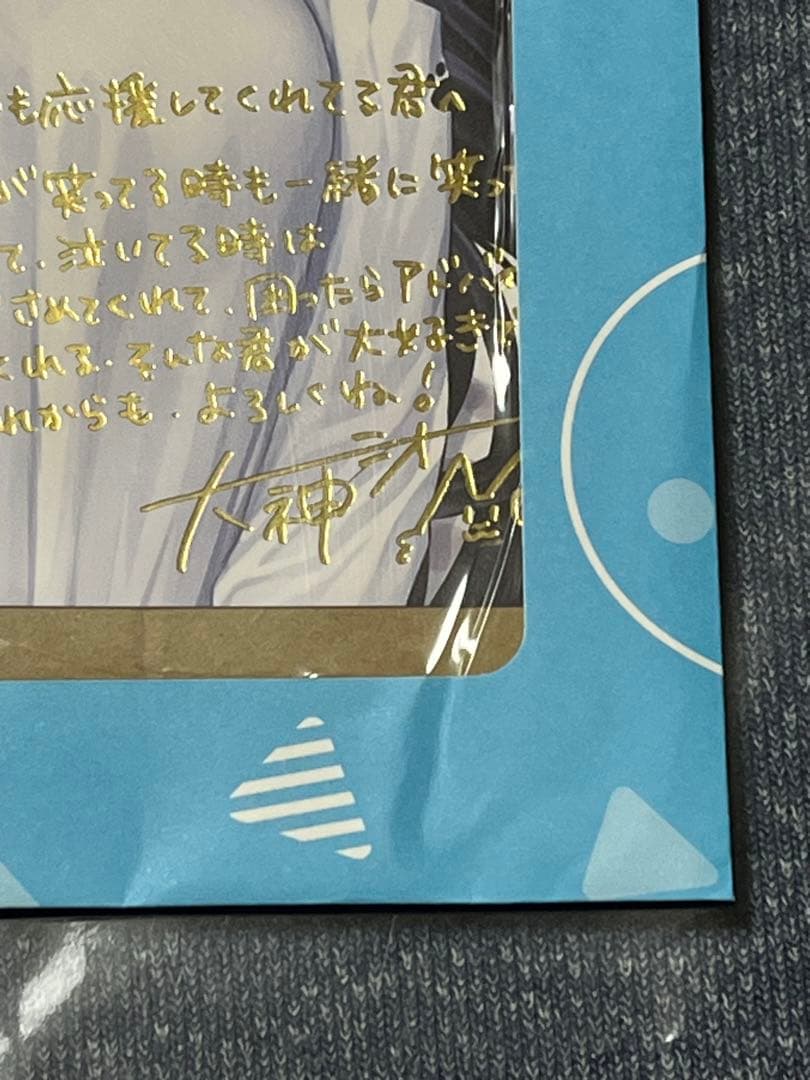 も応援してくれてる君へ
が笑ってる時も一緒に笑っ
て、泣いてる時は
さめてくれて、困ったらアドバ
くれる。そんな君が大好き
れからも、よろしくね!
大神ミオ